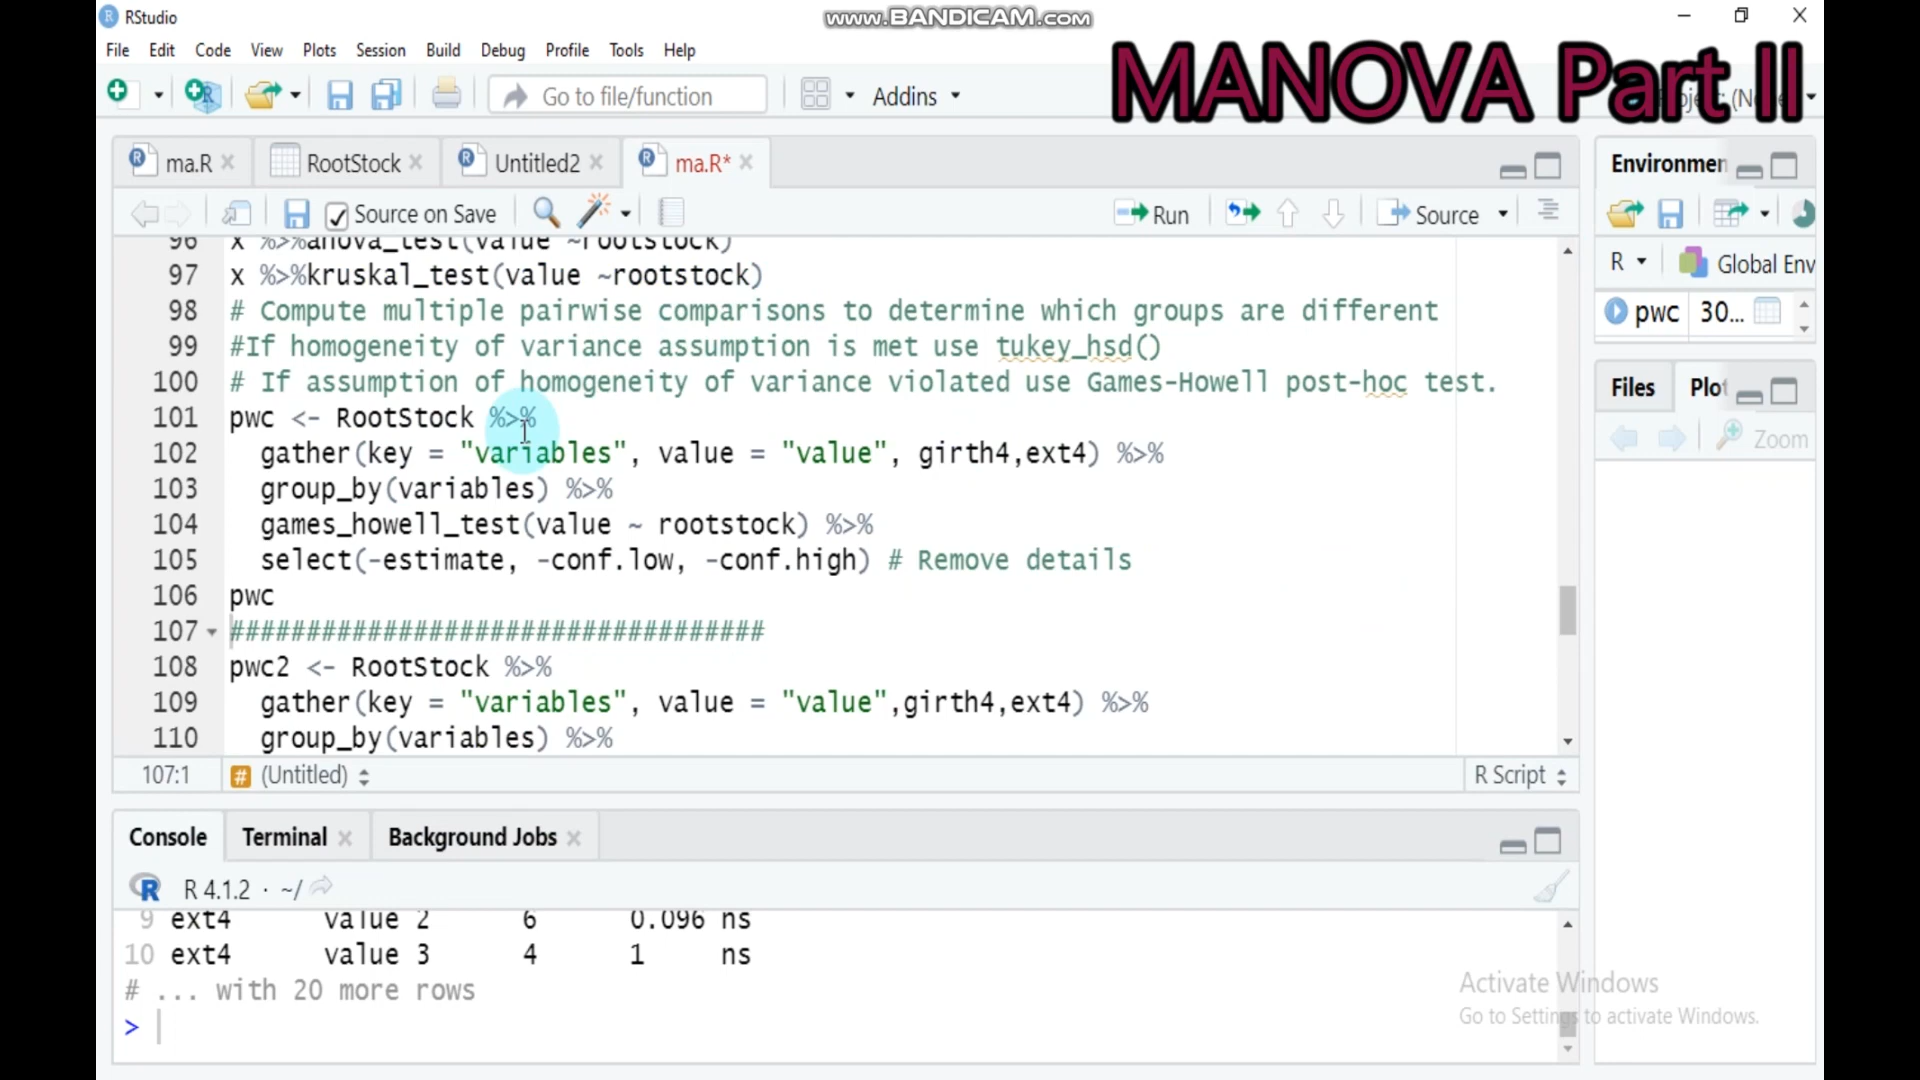 RStudio
www.BANDICAM.com
File Edit Code View Plots Session Build Debug Profile Tools Help
MANOVA Part II
Go to file/function
Addins
ma.R
RootStock
Untitled2
ma.R*
Source on Save
Run
Source
96 x %>%anova_test(value ~rootstock)
97 x %>%kruskal_test(value ~rootstock)
98 # Compute multiple pairwise comparisons to determine which groups are different
99 #If homogeneity of variance assumption is met use tukey_hsd()
100 # If assumption of homogeneity of variance violated use Games-Howell post-hoc test.
101 pwc <- RootStock %>%
102 gather(key = "variables", value = "value", girth4,ext4) %>%
103 group_by(variables) %>%
104 games_howell_test(value ~ rootstock) %>%
105 select(-estimate, -conf.low, -conf.high) # Remove details
106 pwc
107 ###################################
108 pwc2 <- RootStock %>%
109 gather(key = "variables", value = "value",girth4,ext4) %>%
110 group_by(variables) %>%
107:1 # (Untitled) R Script
Console Terminal Background Jobs
R 4.1.2 · ~/
9 ext4 value 2 6 0.096 ns
10 ext4 value 3 4 1 ns
# ... with 20 more rows
>
Environmen
R Global Env
pwc 30...
Files Plot
Zoom
Activate Windows
Go to Settings to activate Windows.